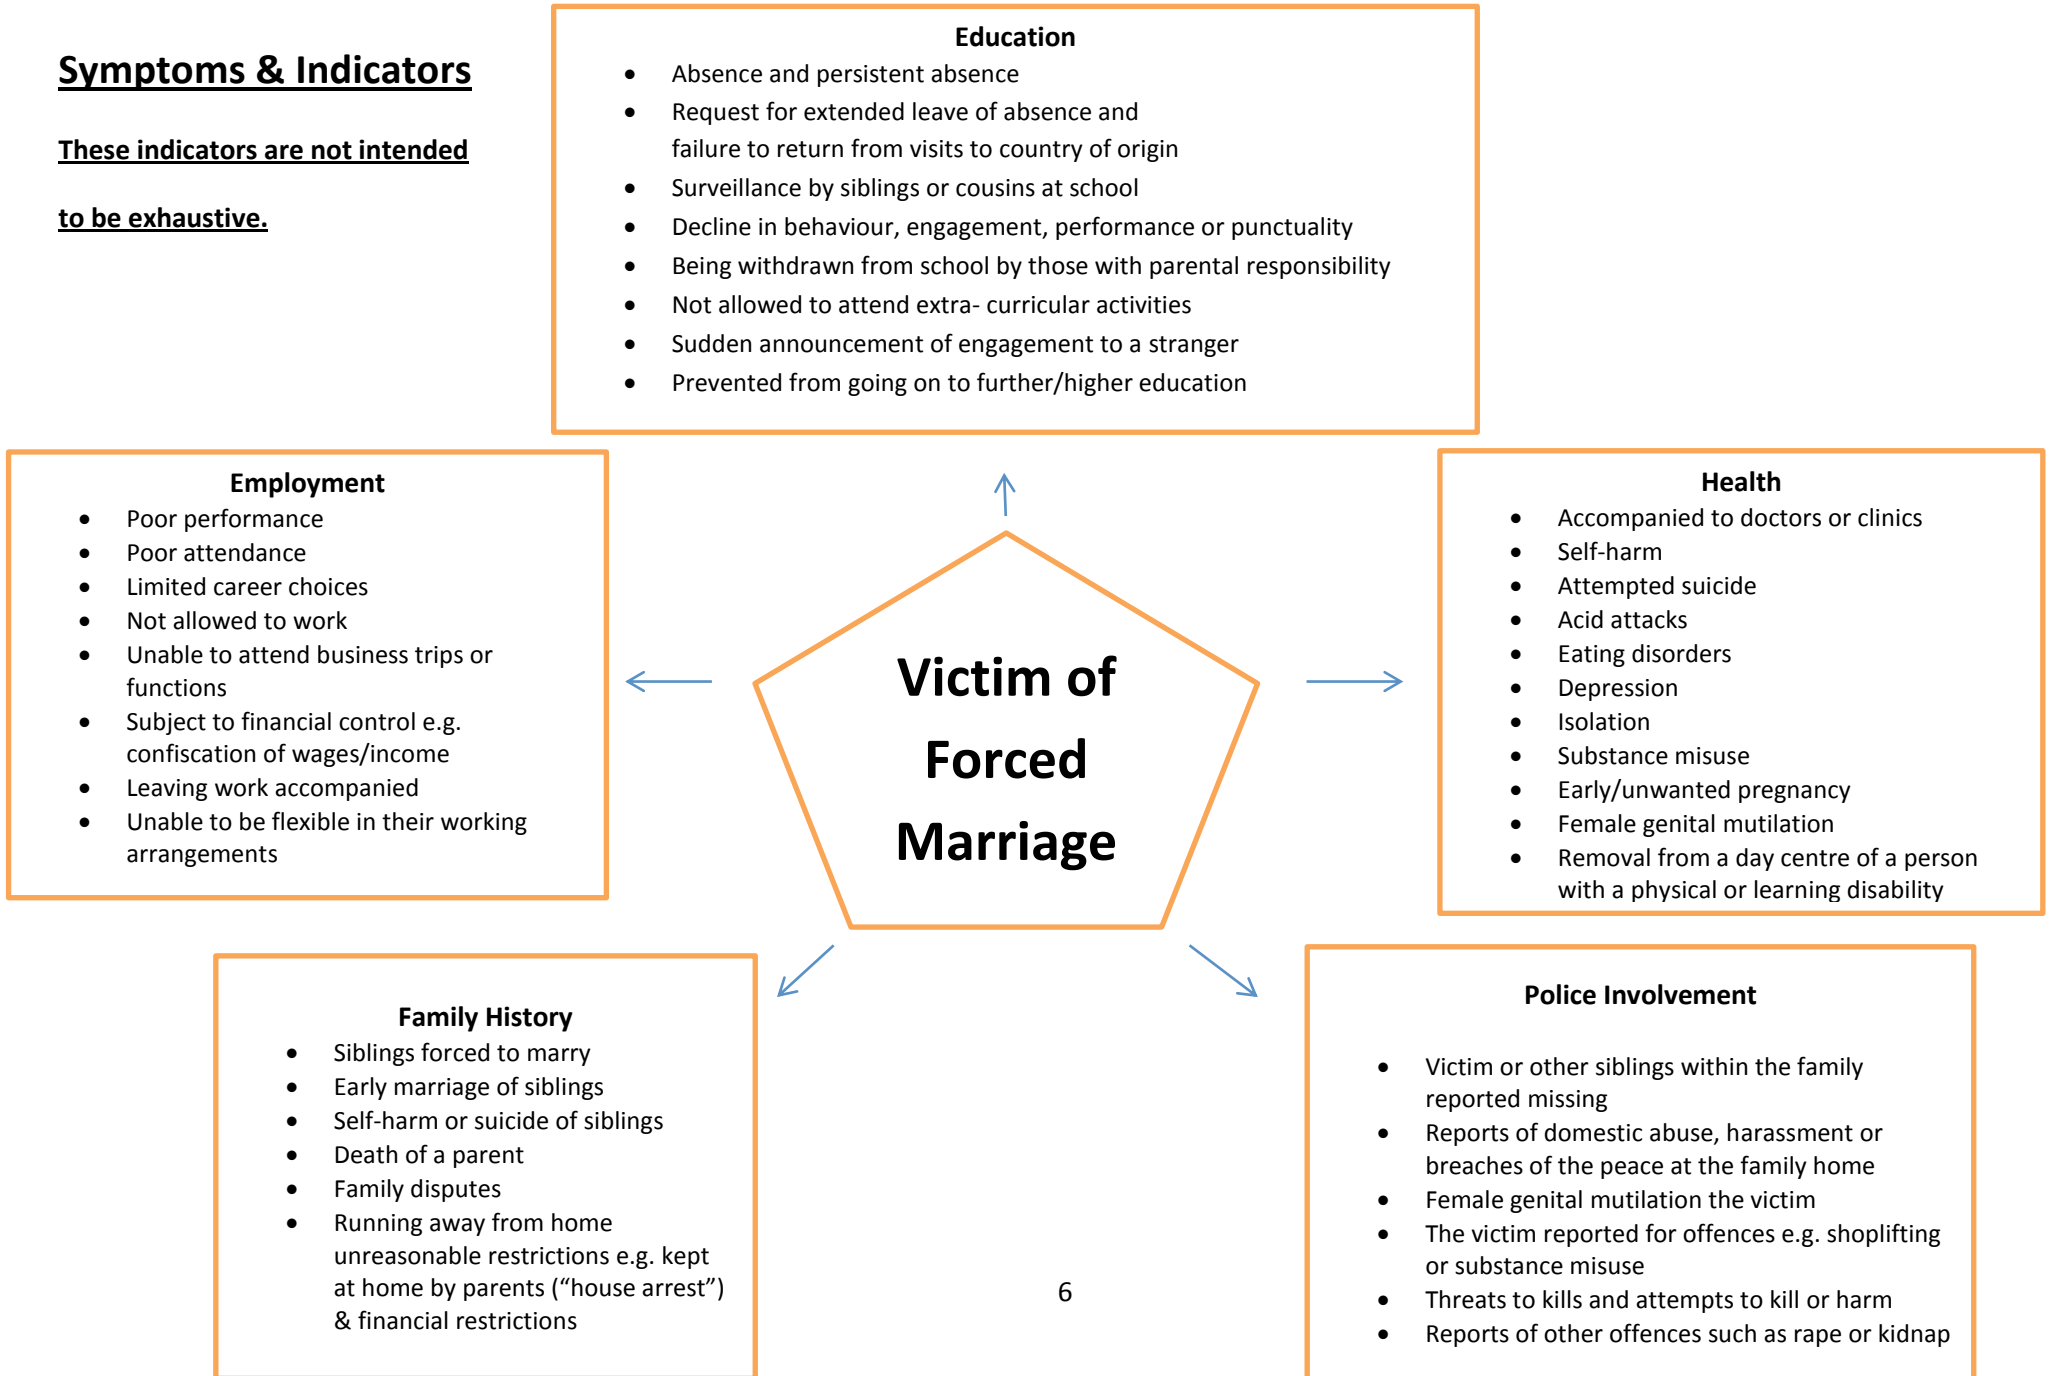 Symptoms & Indicators
These indicators are not intended
to be exhaustive.
Education
• Absence and persistent absence
• Request for extended leave of absence and
failure to return from visits to country of origin
• Surveillance by siblings or cousins at school
• Decline in behaviour, engagement, performance or punctuality
• Being withdrawn from school by those with parental responsibility
• Not allowed to attend extra- curricular activities
• Sudden announcement of engagement to a stranger
• Prevented from going on to further/higher education
Employment
• Poor performance
• Poor attendance
• Limited career choices
• Not allowed to work
• Unable to attend business trips or
functions
• Subject to financial control e.g.
confiscation of wages/income
• Leaving work accompanied
• Unable to be flexible in their working
arrangements
Victim of
Forced
Marriage
Health
• Accompanied to doctors or clinics
• Self-harm
• Attempted suicide
• Acid attacks
• Eating disorders
• Depression
• Isolation
• Substance misuse
• Early/unwanted pregnancy
• Female genital mutilation
• Removal from a day centre of a person
with a physical or learning disability
Family History
• Siblings forced to marry
• Early marriage of siblings
• Self-harm or suicide of siblings
• Death of a parent
• Family disputes
• Running away from home
unreasonable restrictions e.g. kept
at home by parents (“house arrest”)
& financial restrictions
Police Involvement
• Victim or other siblings within the family
reported missing
• Reports of domestic abuse, harassment or
breaches of the peace at the family home
• Female genital mutilation the victim
• The victim reported for offences e.g. shoplifting
or substance misuse
• Threats to kills and attempts to kill or harm
• Reports of other offences such as rape or kidnap
6